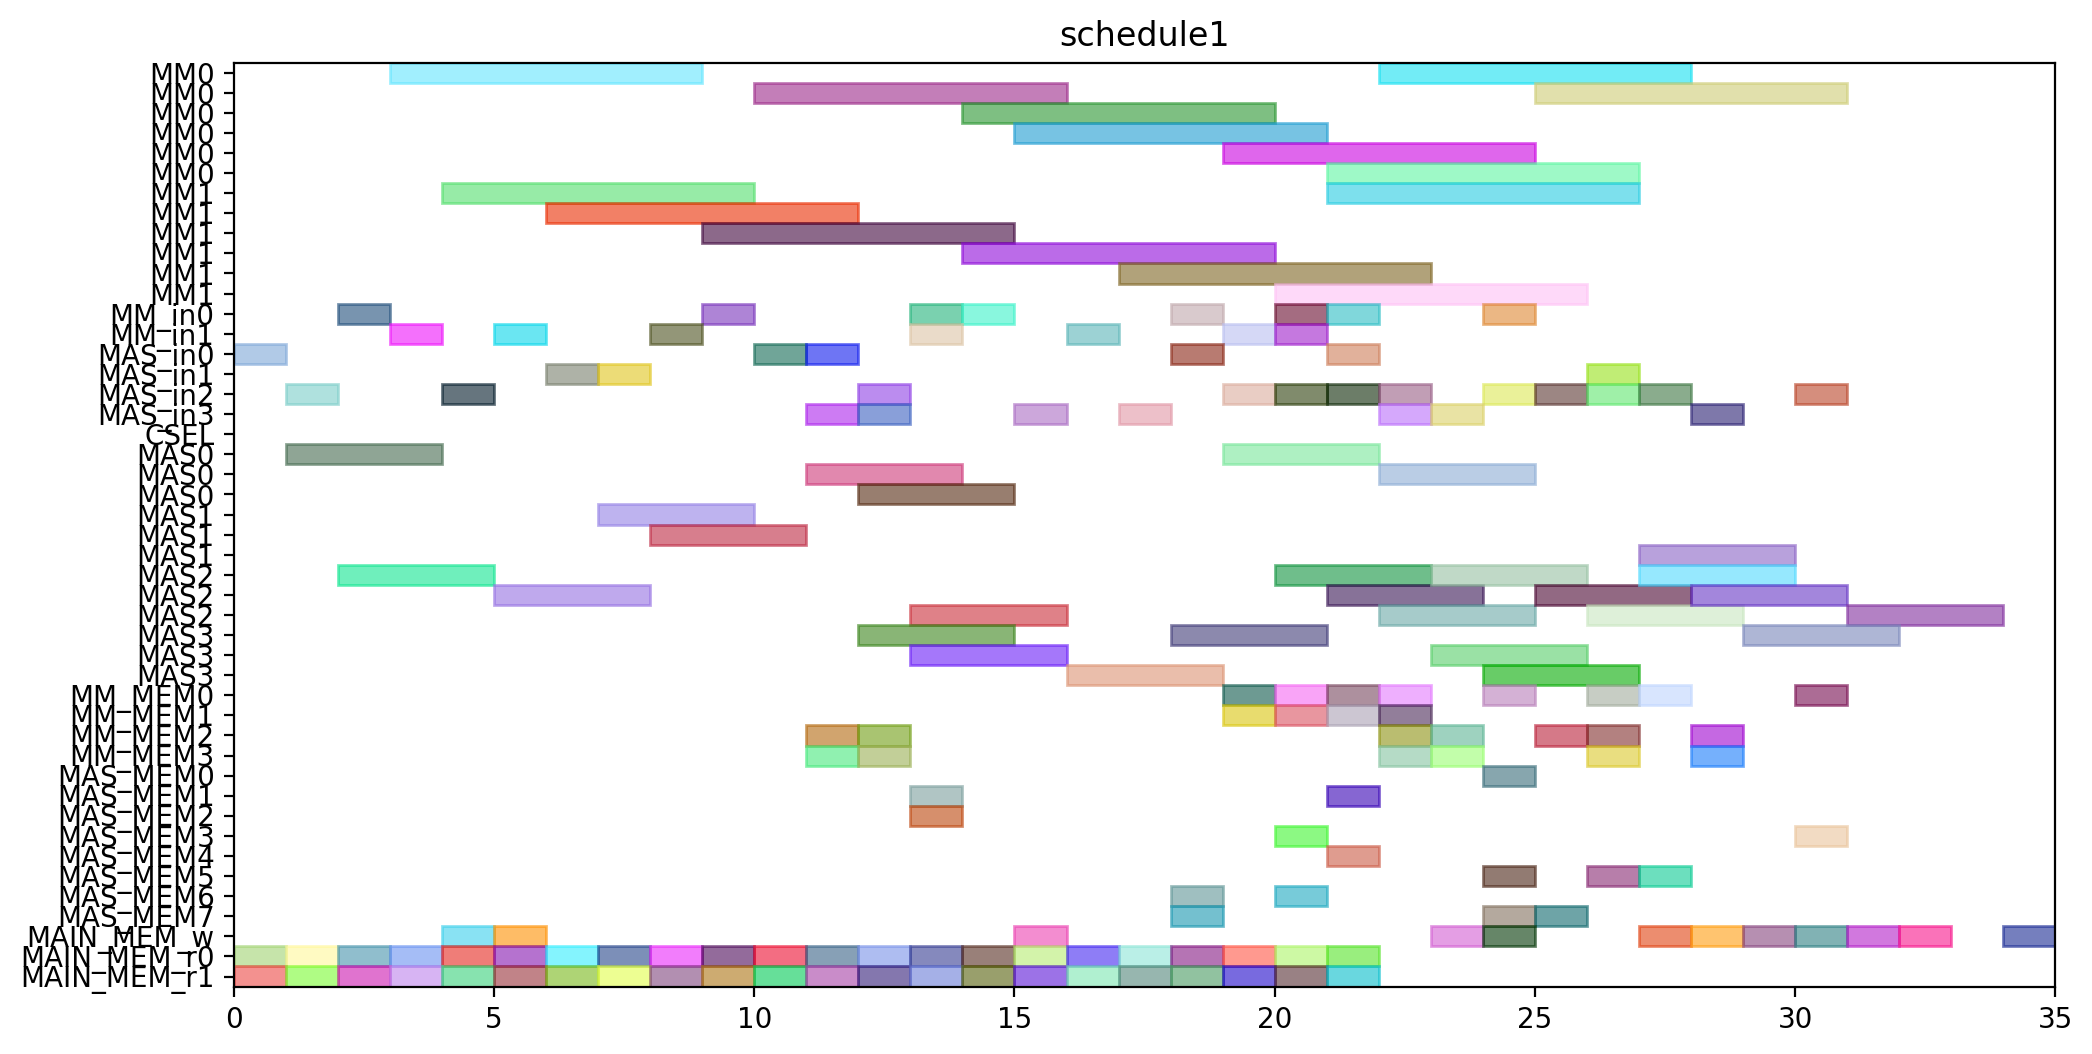 schedule1
MM0
MM0
MM0
MM0
MM0
MM0
MM1
MM1
MM1
MM1
MM1
MM1
MM_in0
MM_in1
MAS_in0
MAS_in1
MAS_in2
MAS_in3
CSEL
MAS0
MAS0
MAS0
MAS1
MAS1
MAS1
MAS2
MAS2
MAS2
MAS3
MAS3
MAS3
MM_MEM0
MM_MEM1
MM_MEM2
MM_MEM3
MAS_MEM0
MAS_MEM1
MAS_MEM2
MAS_MEM3
MAS_MEM4
MAS_MEM5
MAS_MEM6
MAS_MEM7
MAIN_MEM_w
MAIN_MEM_r0
MAIN_MEM_r1
0 5 10 15 20 25 30 35